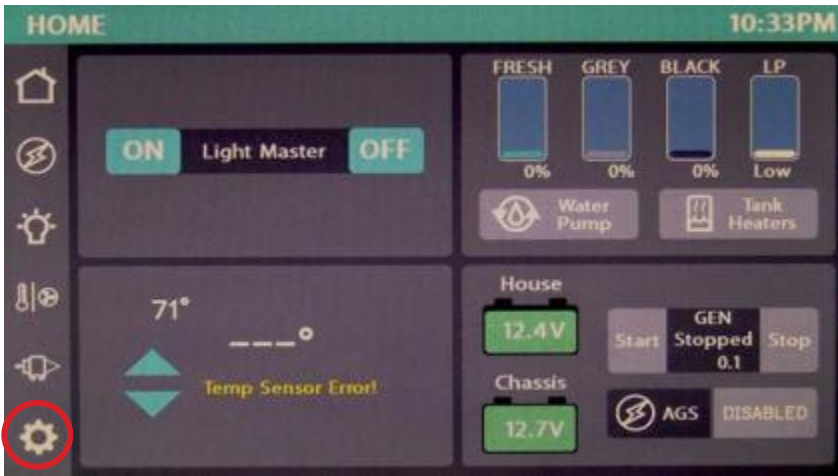 HOME
10:33PM
ON Light Master OFF
FRESH GREY BLACK LP
0% 0% 0% Low
Water
Pump
Tank
Heaters
71°
___°
Temp Sensor Error!
House
12.4V
Chassis
12.7V
Start
GEN
Stopped
0.1
Stop
AGS DISABLED